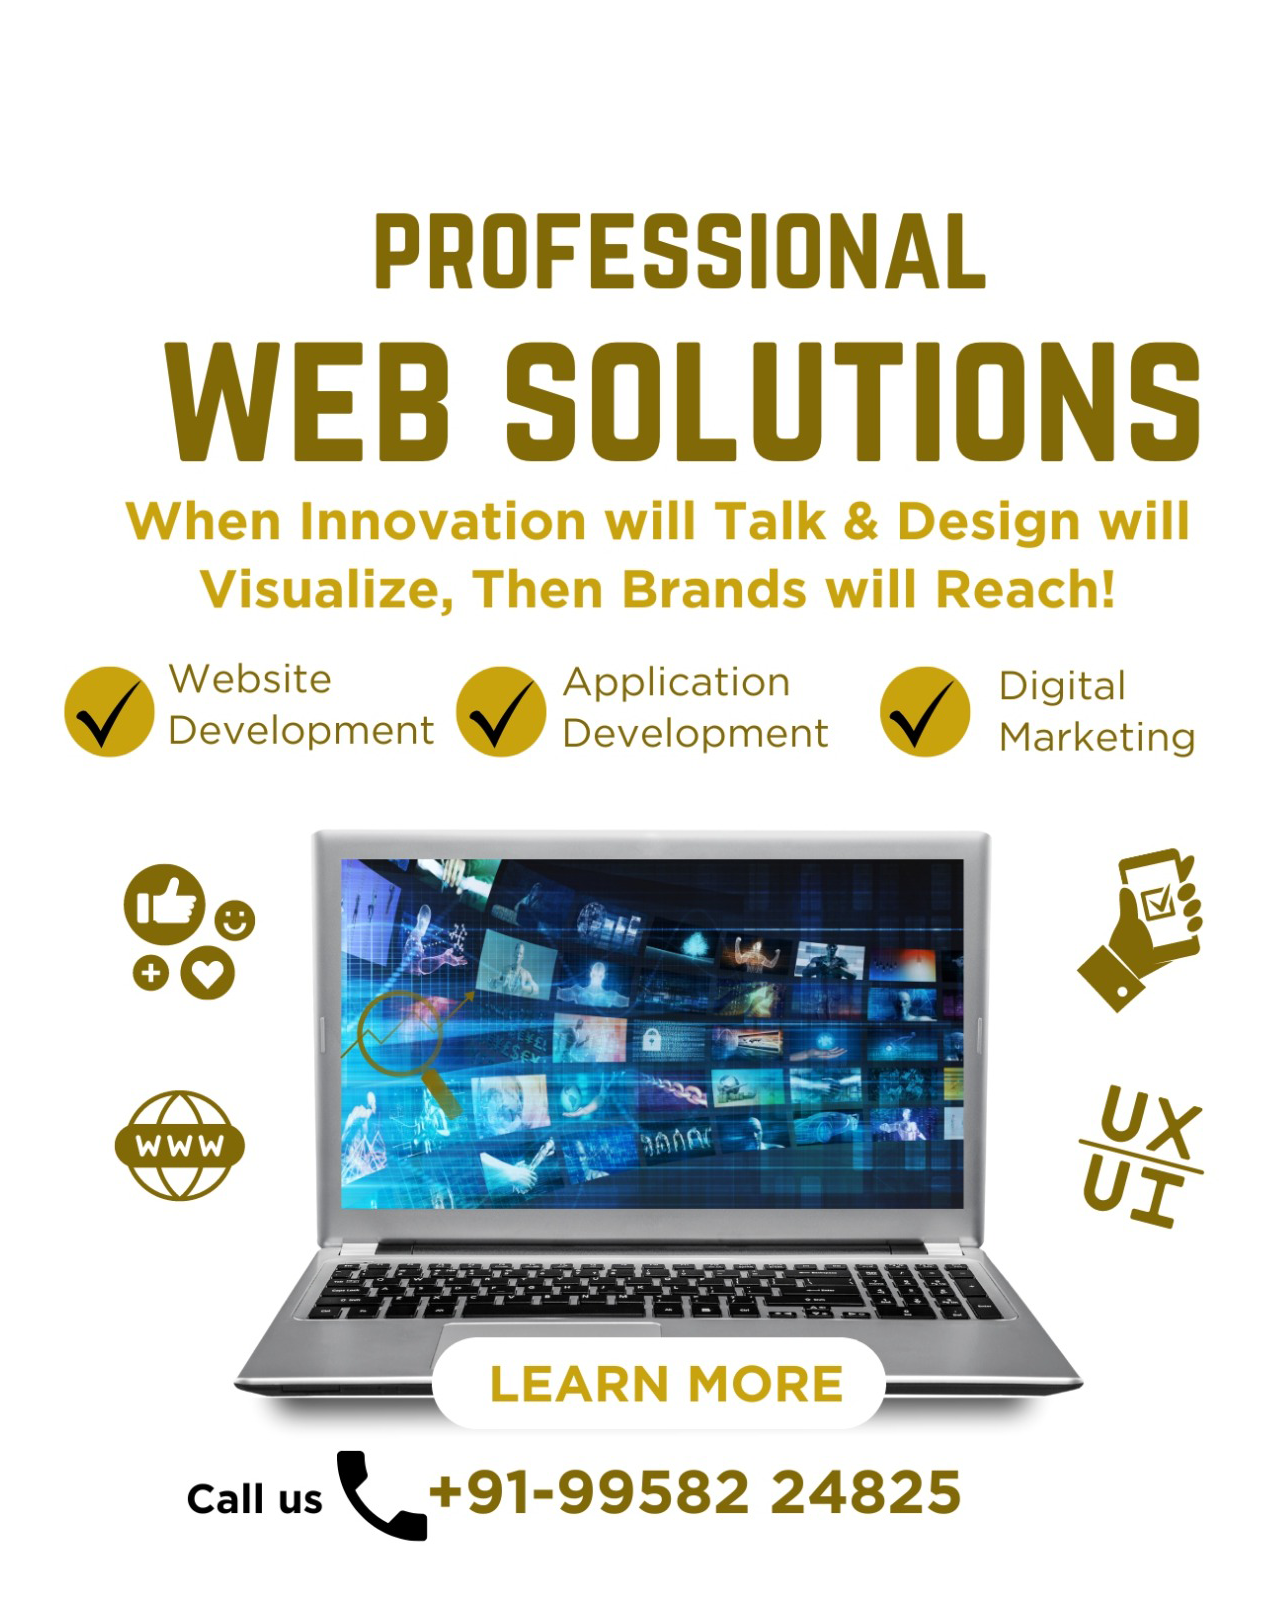 PROFESSIONAL
WEB SOLUTIONS
When Innovation will Talk & Design will
Visualize, Then Brands will Reach!
Website
Development
Application
Development
Digital
Marketing
WWW
UX
UI
LEARN MORE
Call us +91-99582 24825